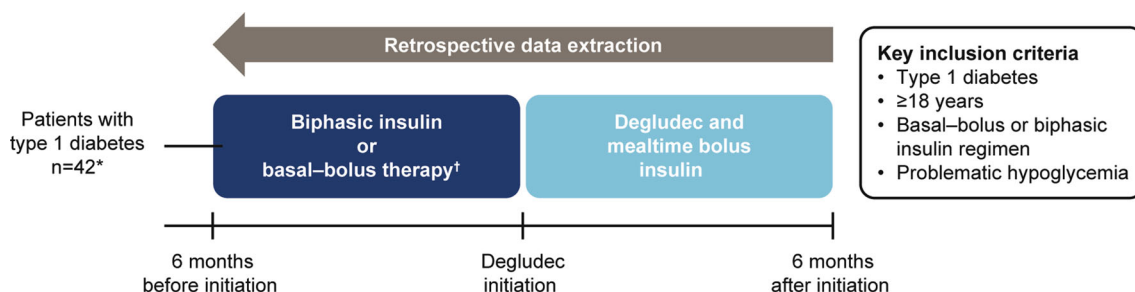 Retrospective data extraction
Patients with
type 1 diabetes
n=42*
Biphasic insulin
or
basal–bolus therapy†
Degludec and
mealtime bolus
insulin
6 months
before initiation
Degludec
initiation
6 months
after initiation
Key inclusion criteria
• Type 1 diabetes
• ≥18 years
• Basal–bolus or biphasic
insulin regimen
• Problematic hypoglycemia